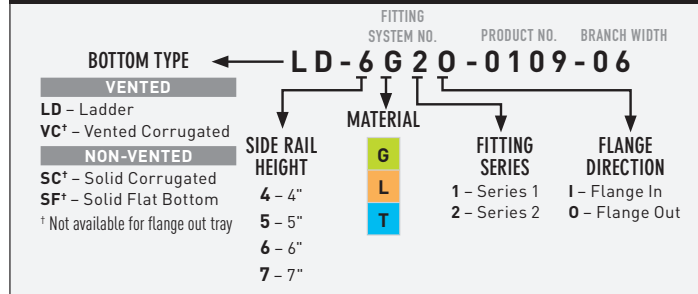 FITTING
SYSTEM NO.
PRODUCT NO.
BRANCH WIDTH
BOTTOM TYPE
LD-6G2O-0109-06
VENTED
LD – Ladder
VC† – Vented Corrugated
NON-VENTED
SC† – Solid Corrugated
SF† – Solid Flat Bottom
† Not available for flange out tray
SIDE RAIL
HEIGHT
4 – 4"
5 – 5"
6 – 6"
7 – 7"
MATERIAL
G
L
T
FITTING
SERIES
1 – Series 1
2 – Series 2
FLANGE
DIRECTION
I – Flange In
O – Flange Out